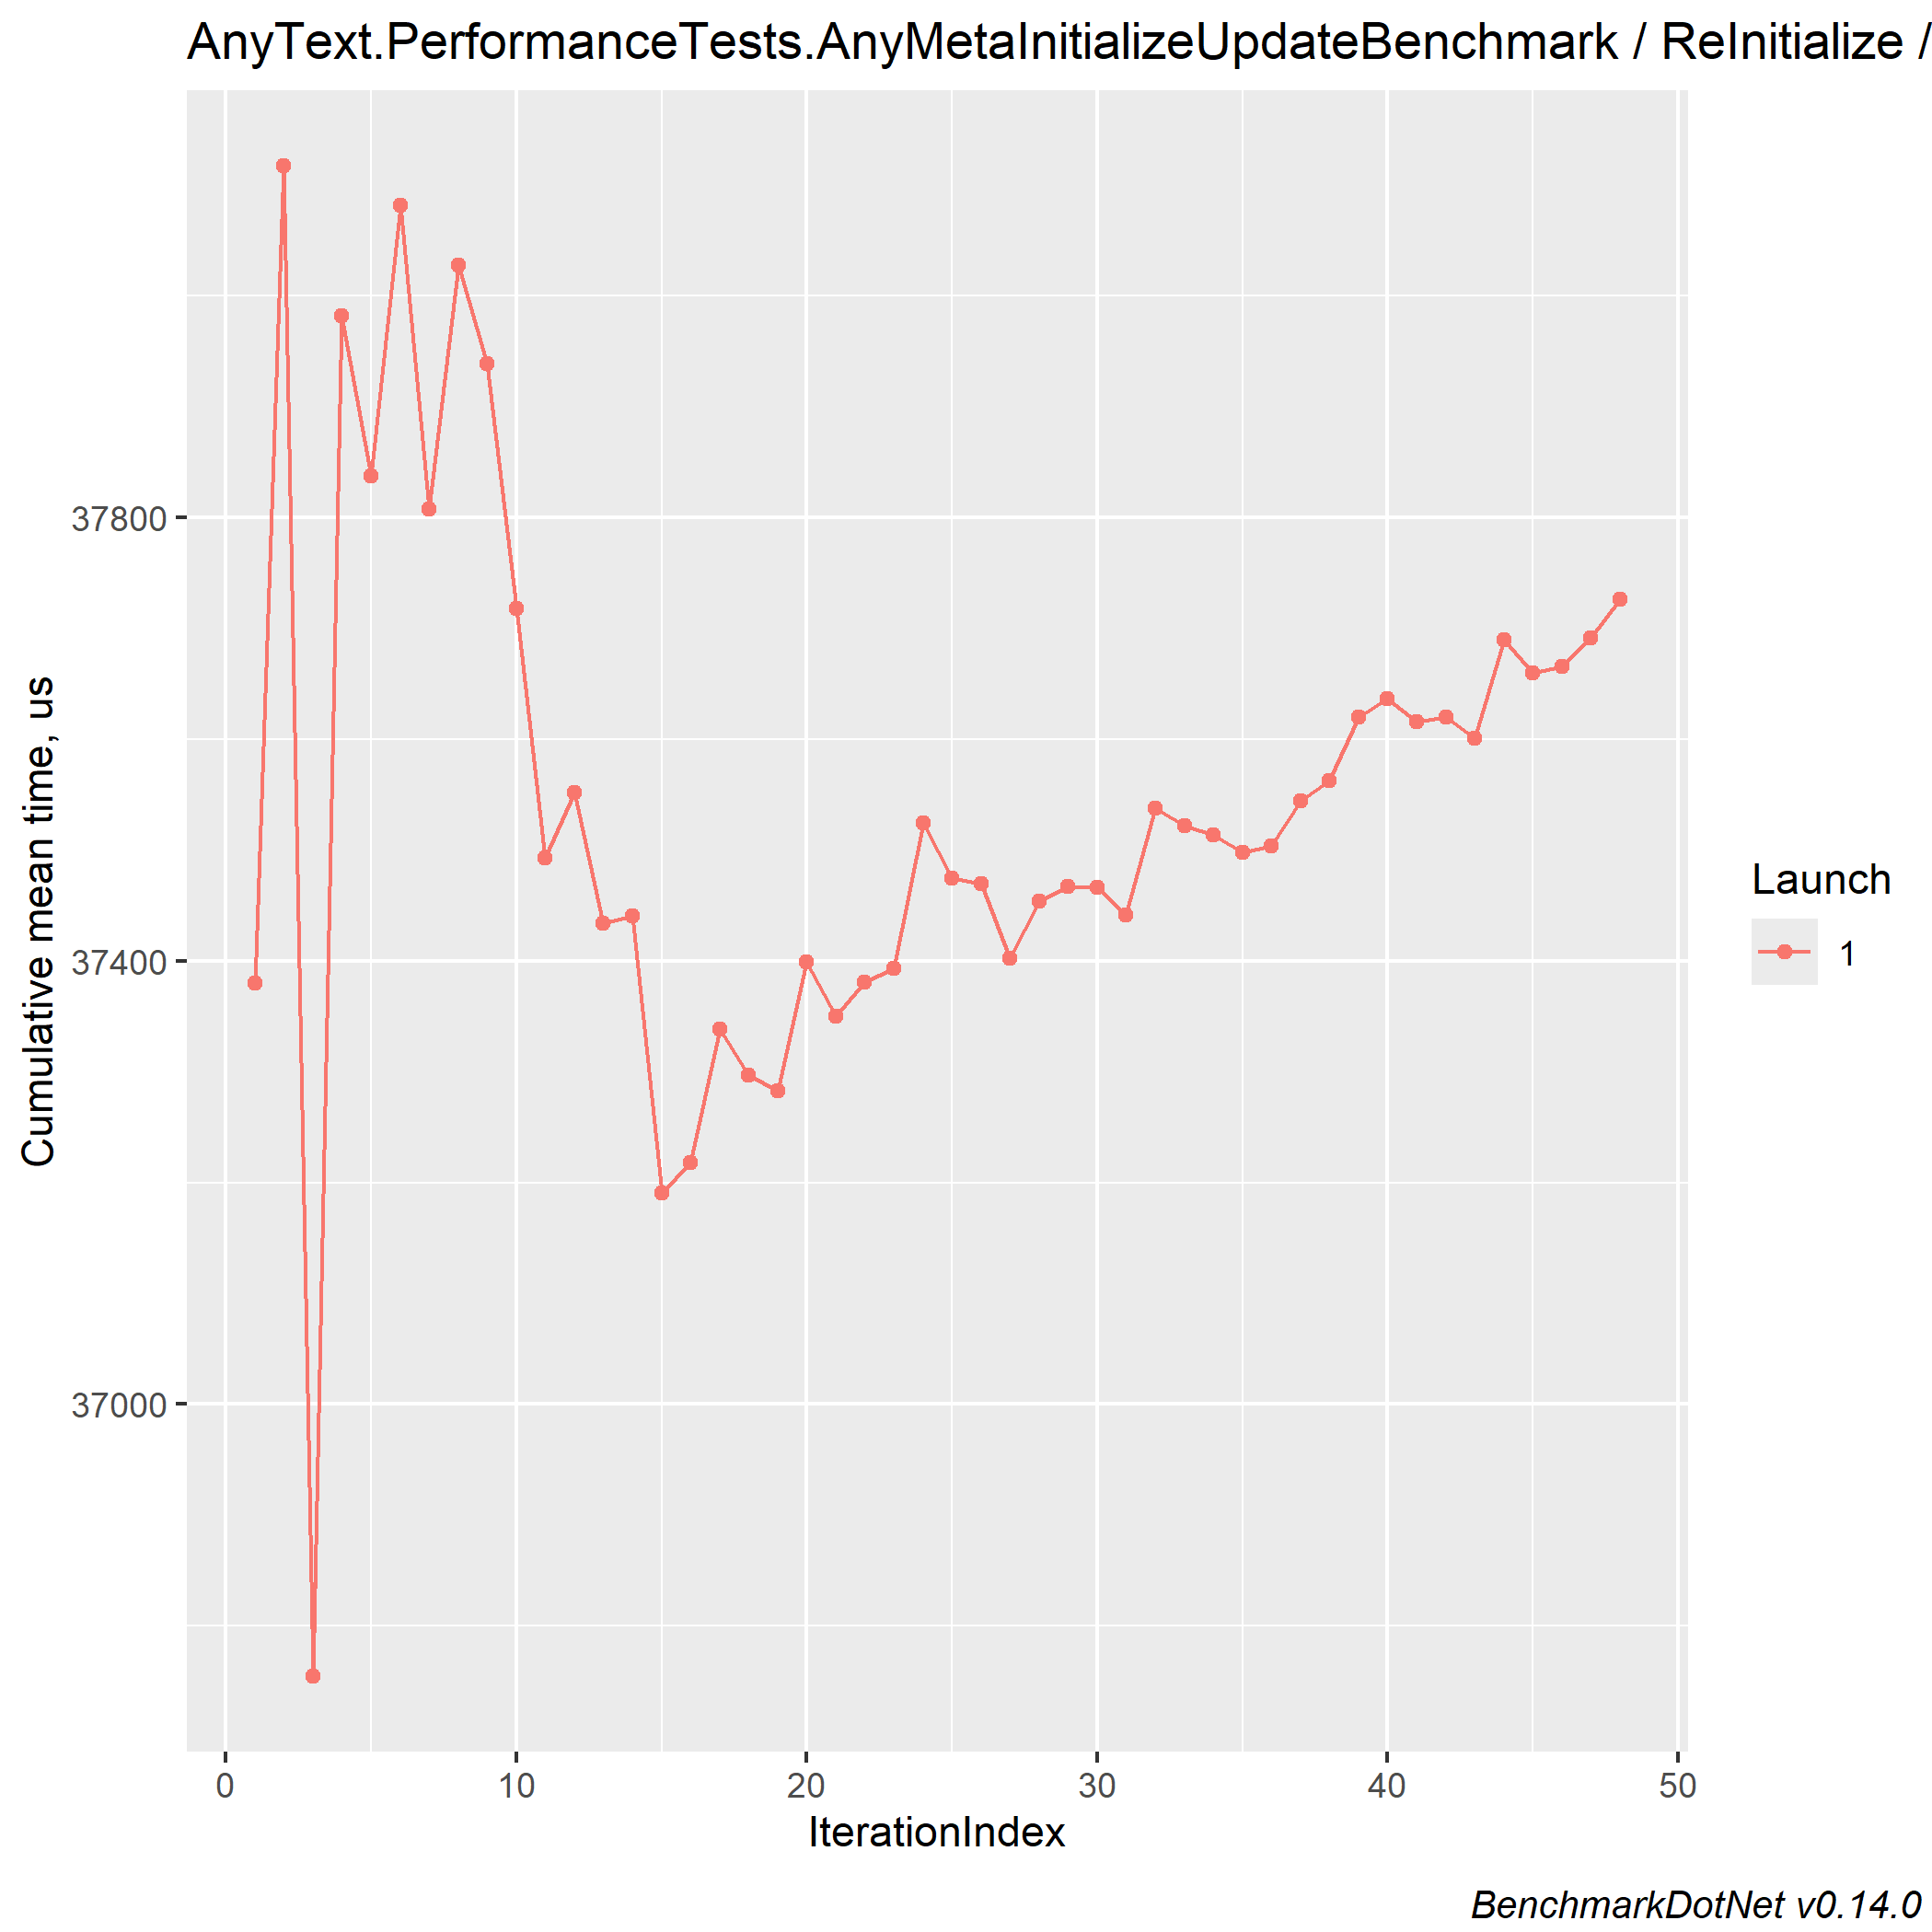 AnyText.PerformanceTests.AnyMetaInitializeUpdateBenchmark / ReInitialize /
Cumulative mean time, us
37800
37400
37000
0 10 20 30 40 50
IterationIndex
Launch
1
BenchmarkDotNet v0.14.0